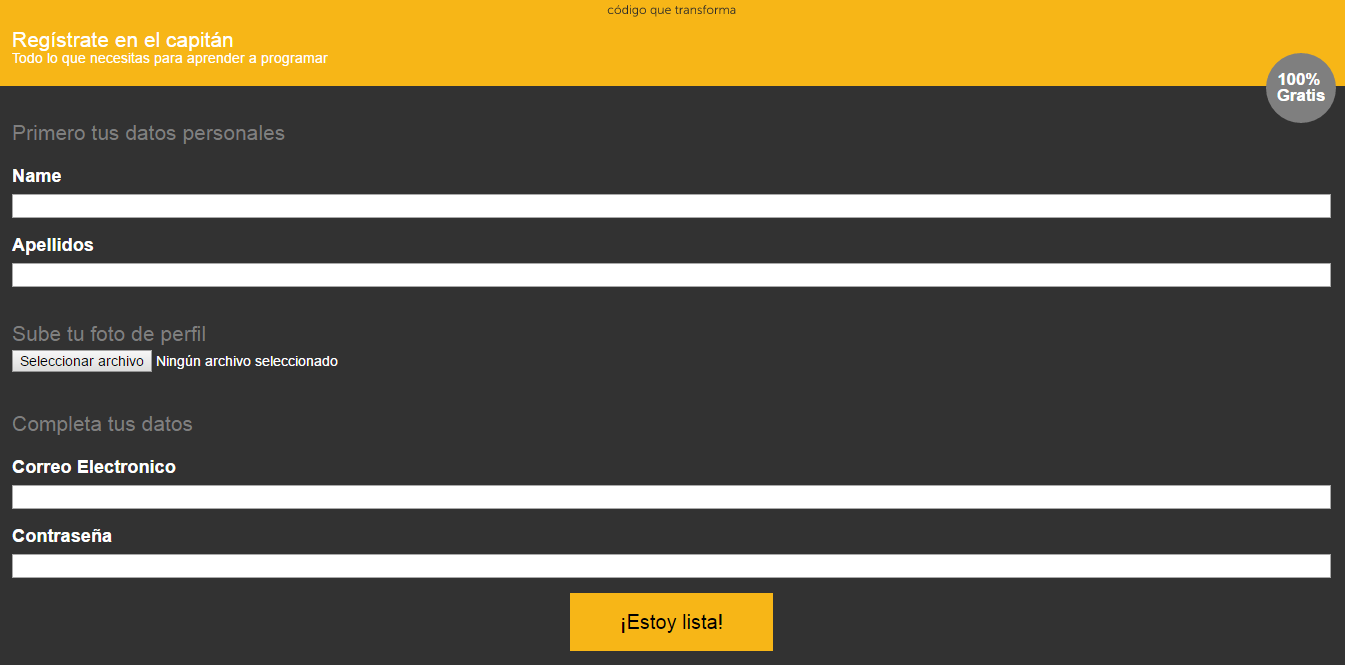 código que transforma
Regístrate en el capitán
Todo lo que necesitas para aprender a programar
100%
Gratis
Primero tus datos personales
Name
Apellidos
Sube tu foto de perfil
Seleccionar archivo Ningún archivo seleccionado
Completa tus datos
Correo Electronico
Contraseña
¡Estoy lista!